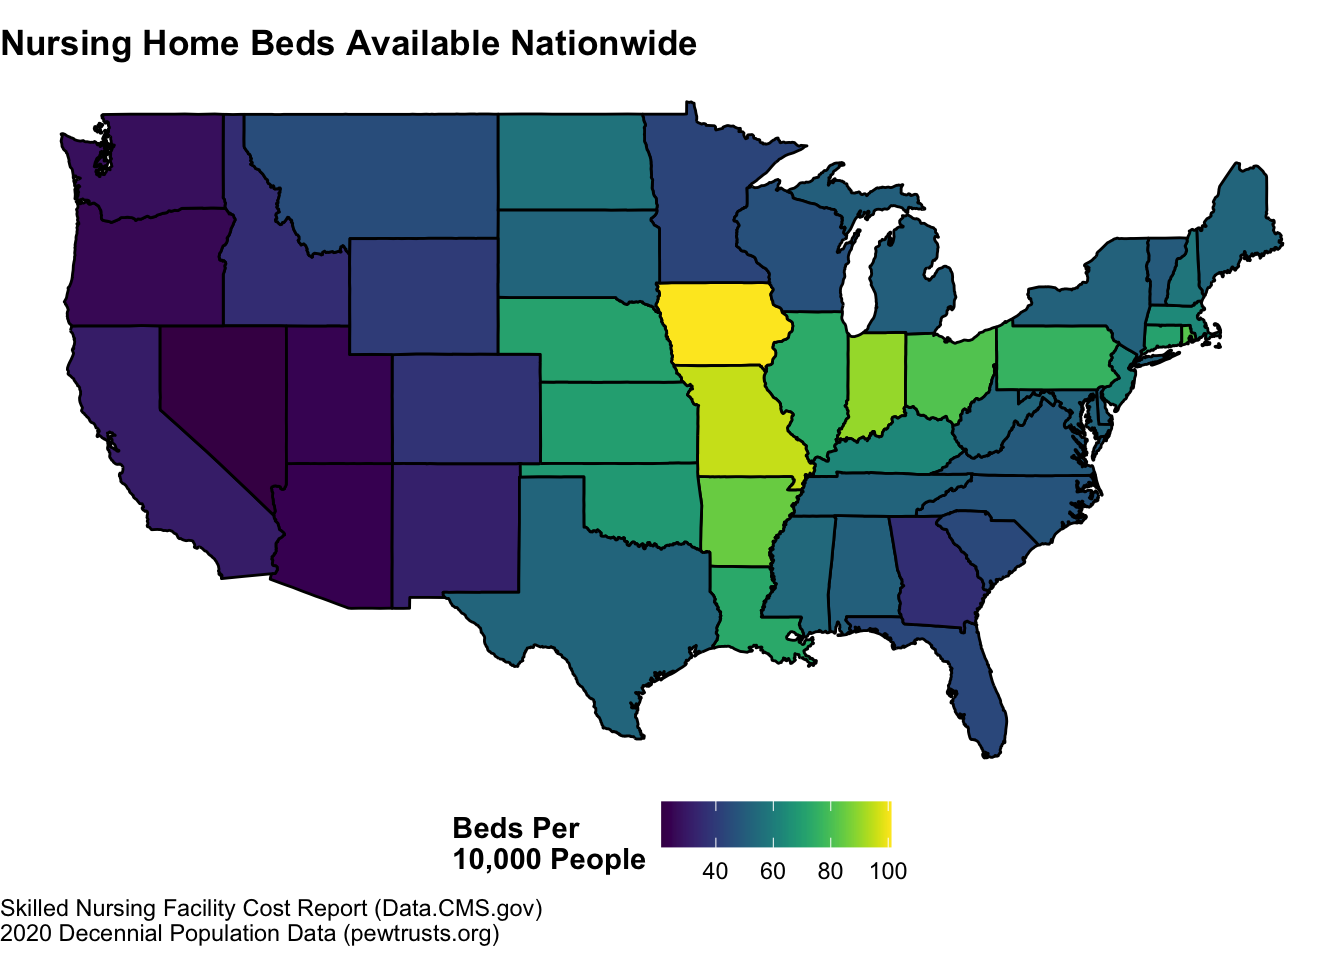 Nursing Home Beds Available Nationwide
Beds Per
10,000 People
40 60 80 100
Skilled Nursing Facility Cost Report (Data.CMS.gov)
2020 Decennial Population Data (pewtrusts.org)